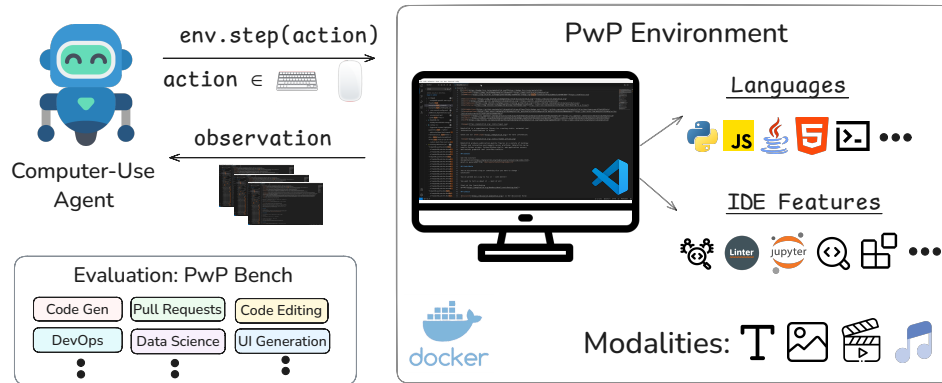 env.step(action)
action ∈
observation
Computer-Use
Agent
Evaluation: PwP Bench
Code Gen
Pull Requests
Code Editing
DevOps
Data Science
UI Generation
PwP Environment
Languages
JS
5
IDE Features
Linter
jupyter
docker
Modalities: T